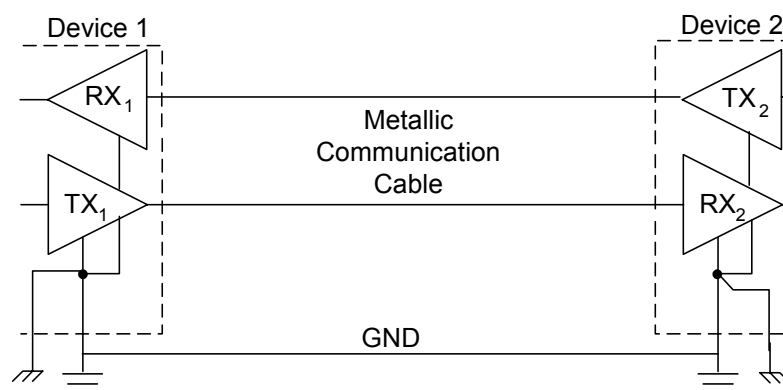 Device 1
Device 2
RX1
TX2
Metallic
Communication
Cable
TX1
RX2
GND